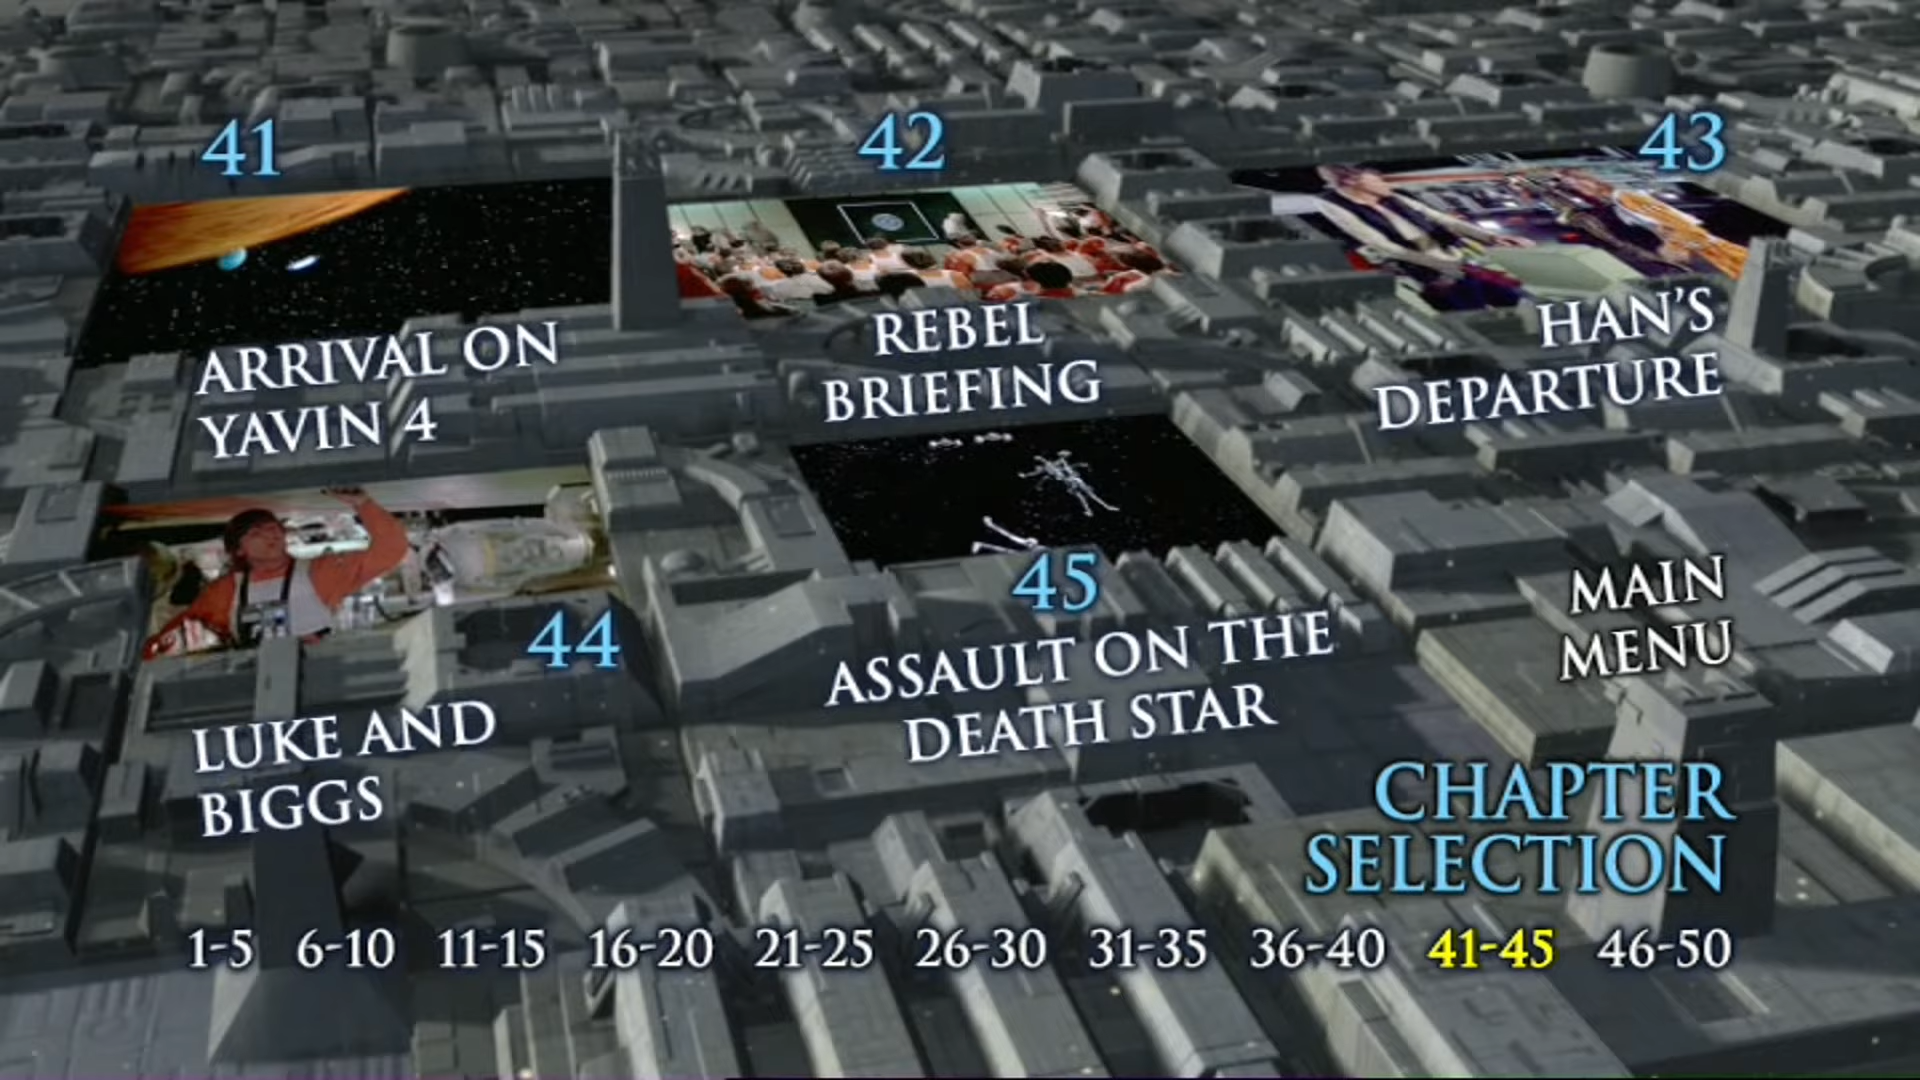 41
42
43
ARRIVAL ON
YAVIN 4
REBEL
BRIEFING
HAN'S
DEPARTURE
44
LUKE AND
BIGGS
45
ASSAULT ON THE
DEATH STAR
MAIN
MENU
CHAPTER
SELECTION
1-5 6-10 11-15 16-20 21-25 26-30 31-35 36-40 41-45 46-50